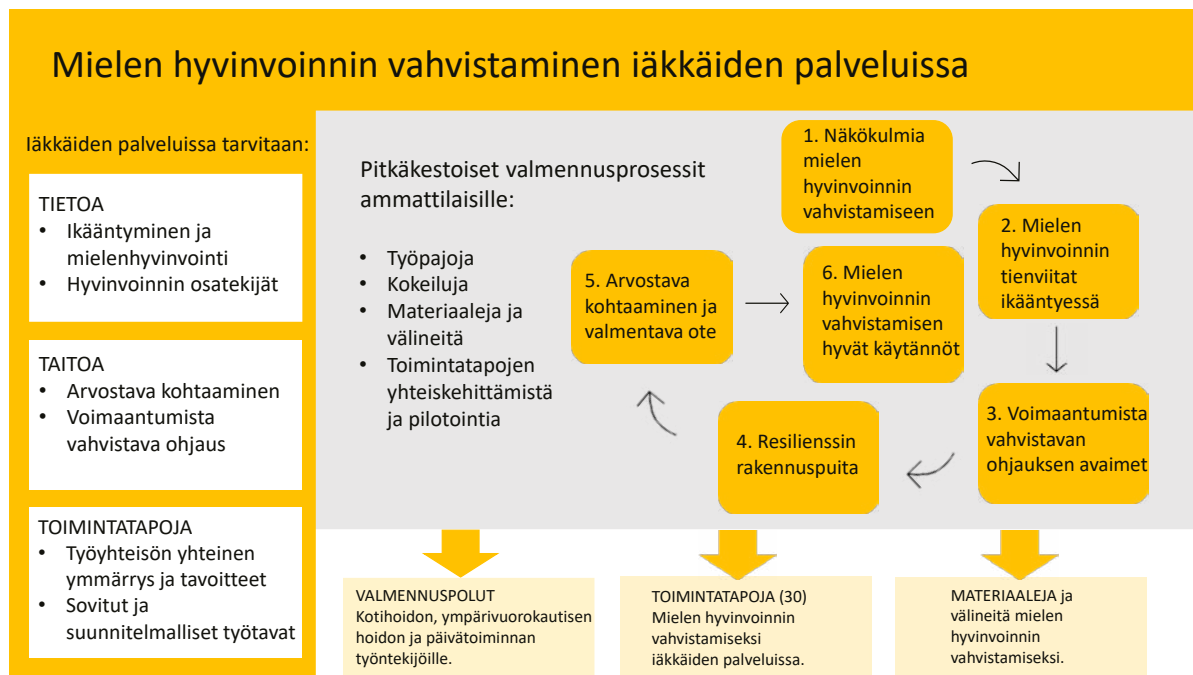 Mielen hyvinvoinnin vahvistaminen iäkkäiden palveluissa
Iäkkäiden palveluissa tarvitaan:
TIETOA
• Ikääntyminen ja
mielenhyvinvointi
• Hyvinvoinnin osatekijät
TAITOA
• Arvostava kohtaaminen
• Voimaantumista
vahvistava ohjaus
TOIMINTATAPOJA
• Työyhteisön yhteinen
ymmärrys ja tavoitteet
• Sovitut ja
suunnitelmalliset työtavat
Pitkäkestoiset valmennusprosessit
ammattilaisille:
• Työpajoja
• Kokeiluja
• Materiaaleja ja
välineitä
• Toimintatapojen
yhteiskehittämistä
ja pilotointia
1. Näkökulmia
mielen
hyvinvoinnin
vahvistamiseen
2. Mielen
hyvinvoinnin
tienviitat
ikääntyessä
3. Voimaantumista
vahvistavan
ohjauksen avaimet
4. Resilienssin
rakennuspuita
5. Arvostava
kohtaaminen ja
valmentava ote
6. Mielen
hyvinvoinnin
vahvistamisen
hyvät käytännöt
VALMENNUSPOLUT
Kotihoidon, ympärivuorokautisen
hoidon ja päivätoiminnan
työntekijöille.
TOIMINTATAPOJA (30)
Mielen hyvinvoinnin
vahvistamiseksi
iäkkäiden palveluissa.
MATERIAALEJA ja
välineitä mielen
hyvinvoinnin
vahvistamiseksi.